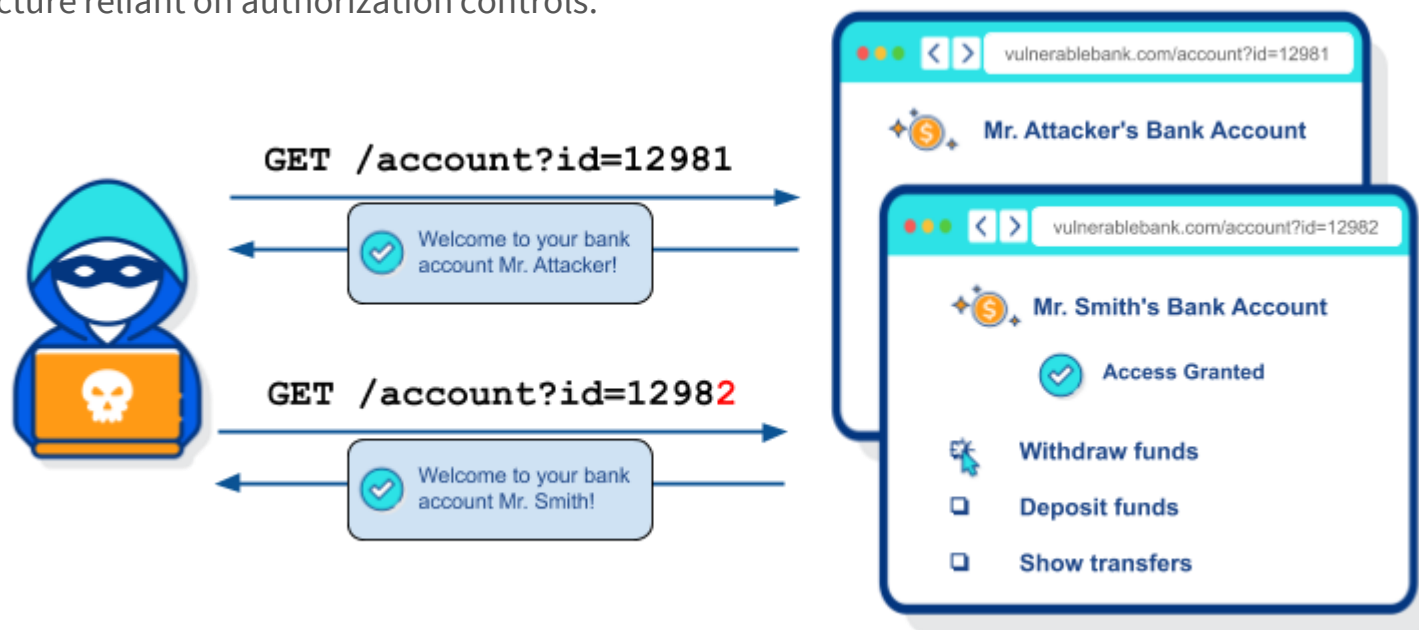 cture reliant on authorization controls.
vulnerablebank.com/account?id=12981
Mr. Attacker's Bank Account
GET /account?id=12981
Welcome to your bank
account Mr. Attacker!
vulnerablebank.com/account?id=12982
Mr. Smith's Bank Account
Access Granted
GET /account?id=12982
Welcome to your bank
account Mr. Smith!
Withdraw funds
Deposit funds
Show transfers